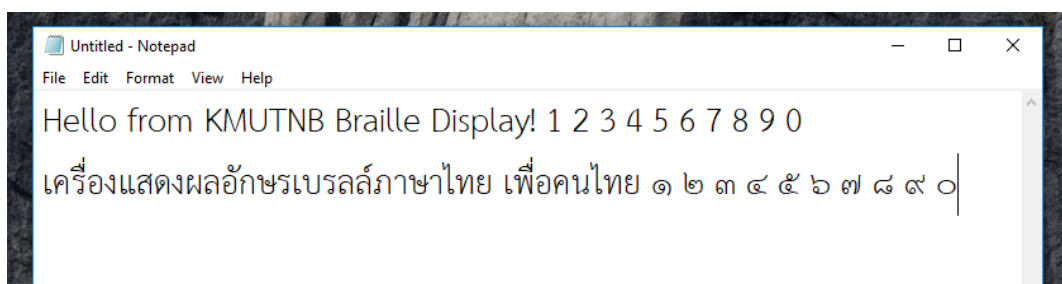 Untitled - Notepad
File Edit Format View Help
Hello from KMUTNB Braille Display! 1 2 3 4 5 6 7 8 9 0
เครื่องแสดงผลอักษรเบรลล์ภาษาไทย เพื่อคนไทย ๑ ๒ ๓ ๔ ๕ ๖ ๗ ๘ ๙ ๐